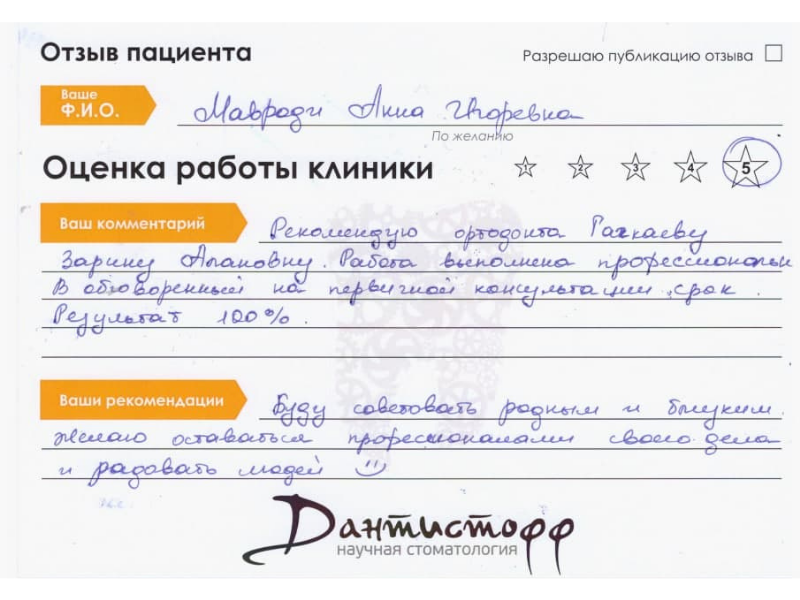 Отзыв пациента
Разрешаю публикацию отзыва
Ваше
Ф.И.О.
Мавроди Анна Игоревна
По желанию
Оценка работы клиники
1 2 3 4 5
Ваш комментарий
Рекомендую ортодонта
Зарину Алановну. Работа выполнена профессионально
В обговоренный на первичной консультации срок.
Результат 100%.
Ваши рекомендации
Буду советовать родным и близким.
Желаю оставаться профессионалами своего дела
и радовать людей
Дантистофф
научная стоматология